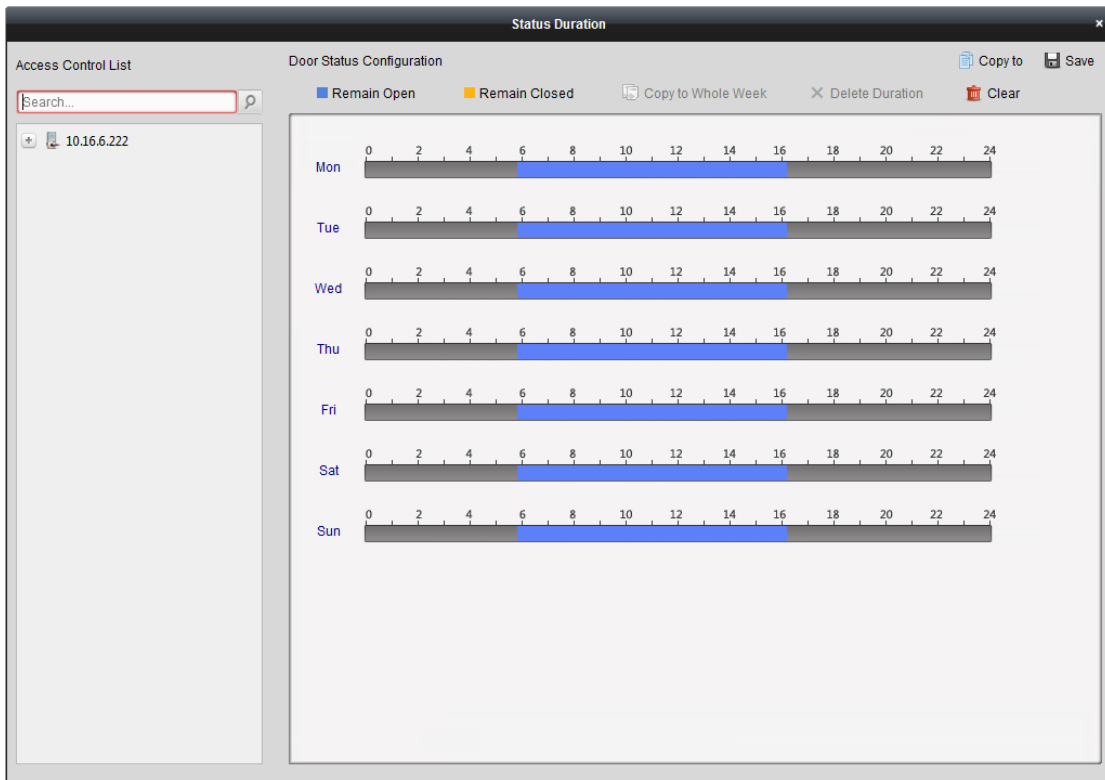 Status Duration ×
Access Control List
Door Status Configuration Copy to Save
Search...
Remain Open Remain Closed Copy to Whole Week Delete Duration Clear
10.16.6.222
0 2 4 6 8 10 12 14 16 18 20 22 24
Mon
0 2 4 6 8 10 12 14 16 18 20 22 24
Tue
0 2 4 6 8 10 12 14 16 18 20 22 24
Wed
0 2 4 6 8 10 12 14 16 18 20 22 24
Thu
0 2 4 6 8 10 12 14 16 18 20 22 24
Fri
0 2 4 6 8 10 12 14 16 18 20 22 24
Sat
0 2 4 6 8 10 12 14 16 18 20 22 24
Sun